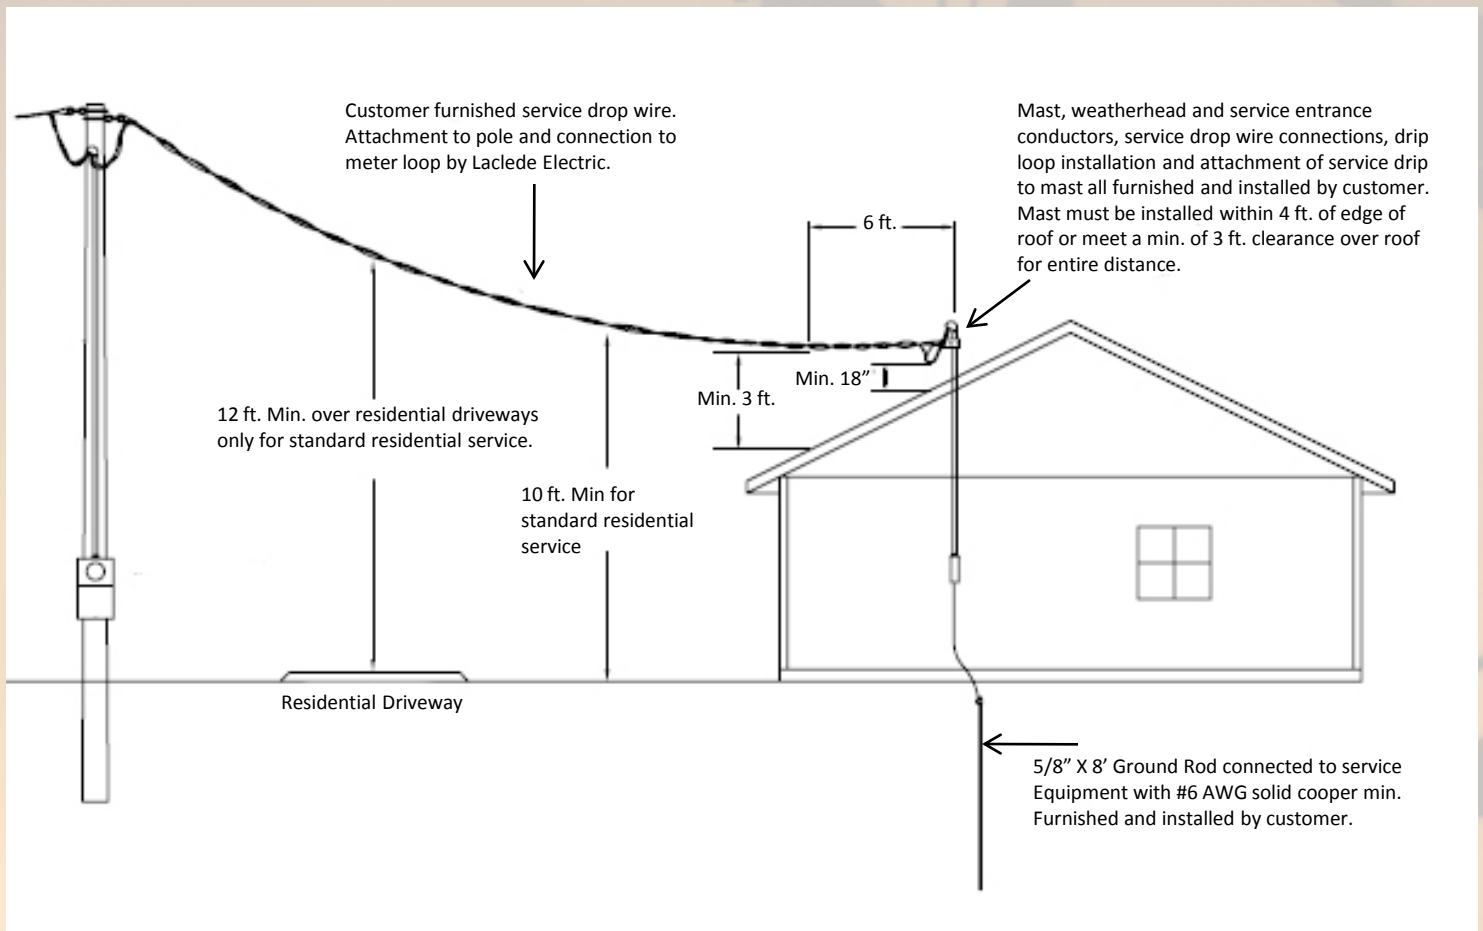 Customer furnished service drop wire.
Attachment to pole and connection to
meter loop by Laclede Electric.
Mast, weatherhead and service entrance
conductors, service drop wire connections, drip
loop installation and attachment of service drip
to mast all furnished and installed by customer.
Mast must be installed within 4 ft. of edge of
roof or meet a min. of 3 ft. clearance over roof
for entire distance.
6 ft.
Min. 18”
Min. 3 ft.
12 ft. Min. over residential driveways
only for standard residential service.
10 ft. Min for
standard residential
service
Residential Driveway
5/8” X 8’ Ground Rod connected to service
Equipment with #6 AWG solid cooper min.
Furnished and installed by customer.